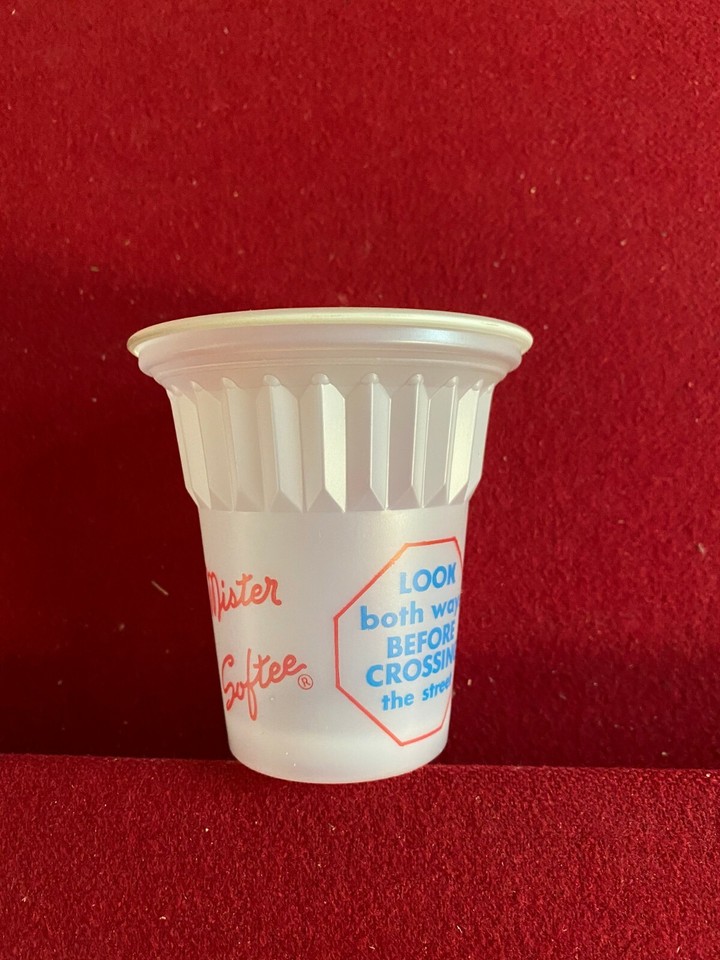 Mister
Softee®
LOOK
both way
BEFORE
CROSSIN
the stree